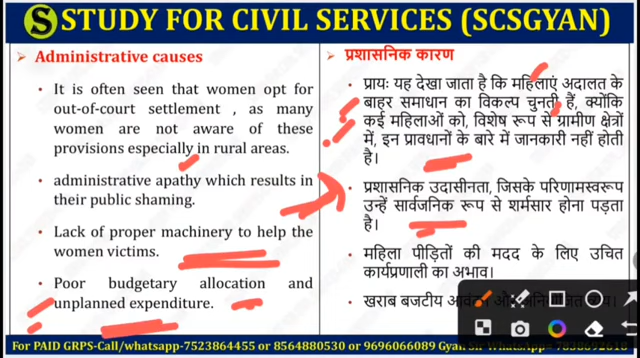 S STUDY FOR CIVIL SERVICES (SCSGYAN)
Administrative causes
It is often seen that women opt for
out-of-court settlement , as many
women are not aware of these
provisions especially in rural areas.
administrative apathy which results in
their public shaming.
Lack of proper machinery to help the
women victims.
Poor budgetary allocation and
unplanned expenditure.
प्रशासनिक कारण
प्रायः यह देखा जाता है कि महिलाएं अदालत के
बाहर समाधान का विकल्प चुनती हैं, क्योंकि
कई महिलाओं को, विशेष रूप से ग्रामीण क्षेत्रों
में, इन प्रावधानों के बारे में जानकारी नहीं होती
है।
प्रशासनिक उदासीनता, जिसके परिणामस्वरूप
उन्हें सार्वजनिक रूप से शर्मसार होना पड़ता
है।
महिला पीड़ितों की मदद के लिए उचित
कार्यप्रणाली का अभाव।
खराब बजटीय
For PAID GRPS-Call/whatsapp-7523864455 or 8564880530 or 9696066089 Gyan Sir